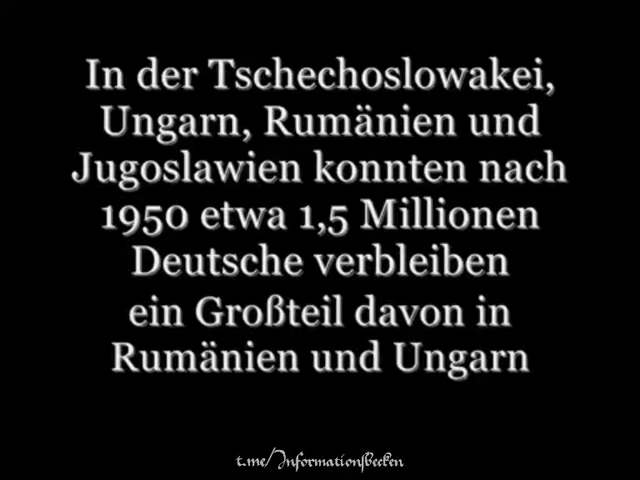 In der Tschechoslowakei,
Ungarn, Rumänien und
Jugoslawien konnten nach
1950 etwa 1,5 Millionen
Deutsche verbleiben
ein Großteil davon in
Rumänien und Ungarn
t.me/Informationsbecken